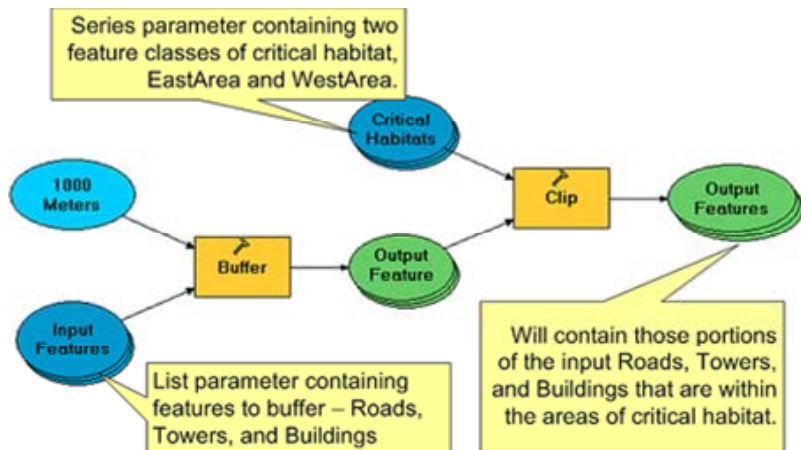 Series parameter containing two
feature classes of critical habitat,
EastArea and WestArea.
Critical
Habitats
1000
Meters
Clip
Output
Features
Buffer
Output
Feature
Input
Features
List parameter containing
features to buffer – Roads,
Towers, and Buildings
Will contain those portions
of the input Roads, Towers,
and Buildings that are within
the areas of critical habitat.